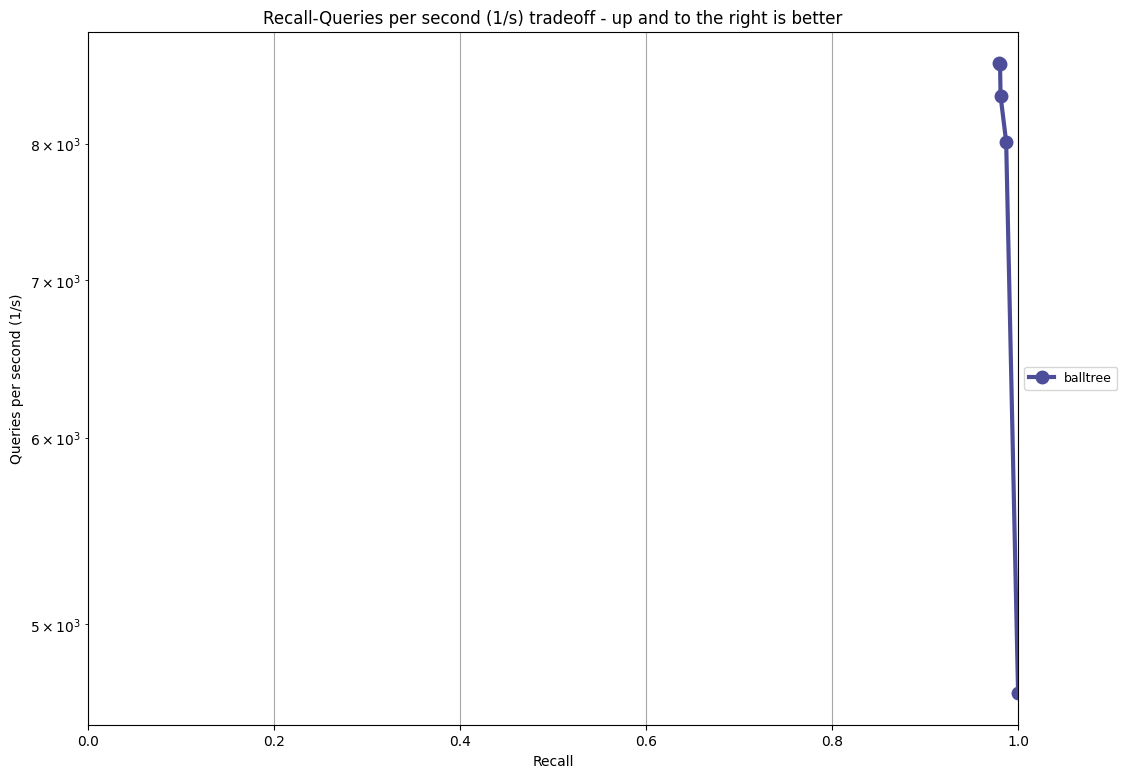 Recall-Queries per second (1/s) tradeoff - up and to the right is better
Queries per second (1/s)
8 × 10³
7 × 10³
6 × 10³
5 × 10³
balltree
0.0 0.2 0.4 0.6 0.8 1.0
Recall